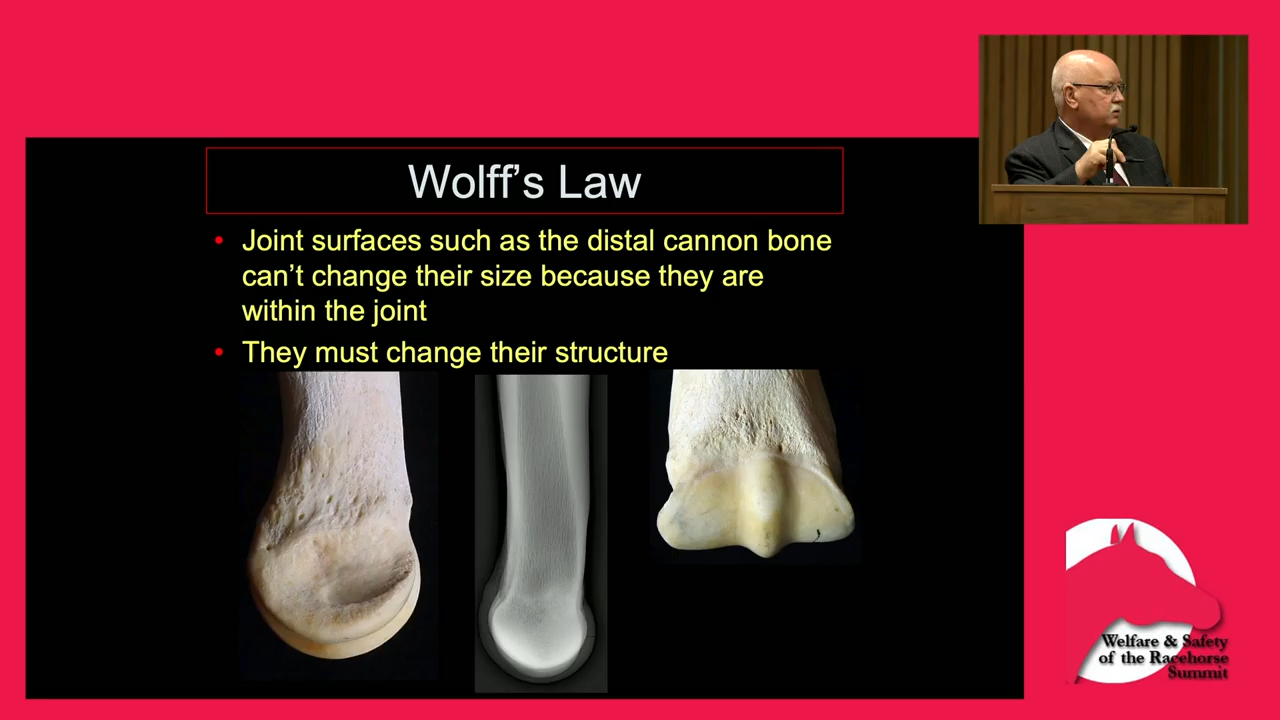 Wolff’s Law
• Joint surfaces such as the distal cannon bone
can’t change their size because they are
within the joint
• They must change their structure
Welfare & Safety
of the Racehorse
Summit